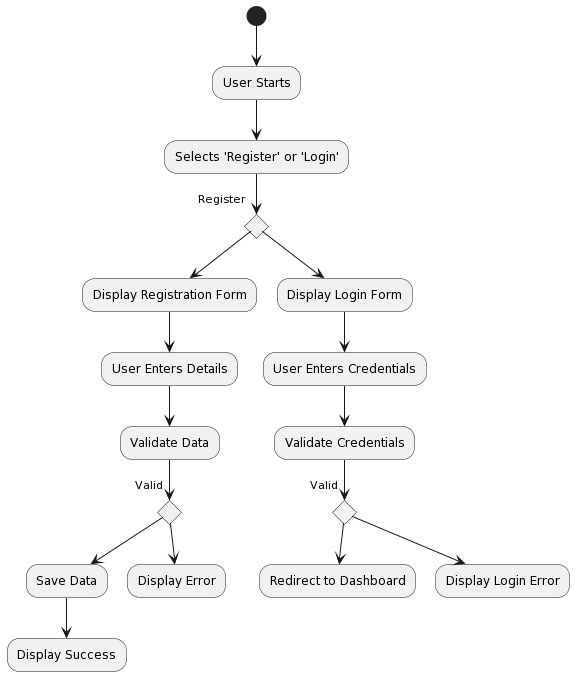 User Starts
Selects 'Register' or 'Login'
Register
Display Registration Form
Display Login Form
User Enters Details
User Enters Credentials
Validate Data
Validate Credentials
Valid
Valid
Save Data
Display Error
Redirect to Dashboard
Display Login Error
Display Success